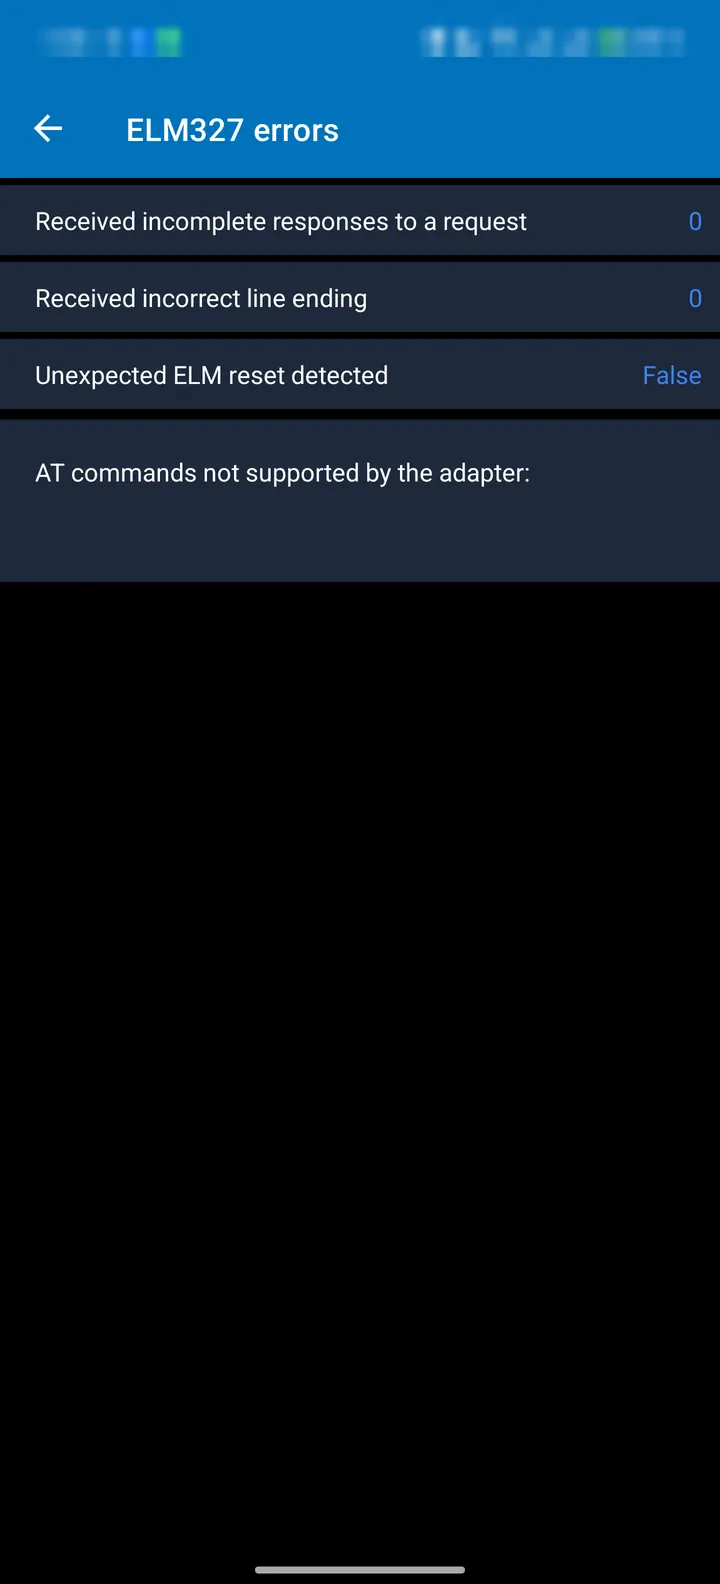 ELM327 errors
Received incomplete responses to a request 0
Received incorrect line ending 0
Unexpected ELM reset detected False
AT commands not supported by the adapter: